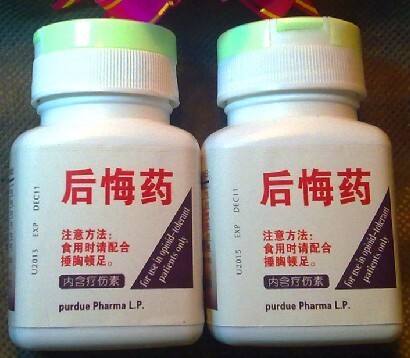 后悔药
注意方法:
食用时请配合
捶胸顿足。
内含疗伤素
purdue Pharma L.P.
for use in opioid-tolerant
patients only
U2015 EXP DEC11
后悔药
注意方法:
食用时请配合
捶胸顿足。
内含疗伤素
purdue Pharma L.P.
for use in opioid-tolerant
patients only
U2015 EXP DEC11